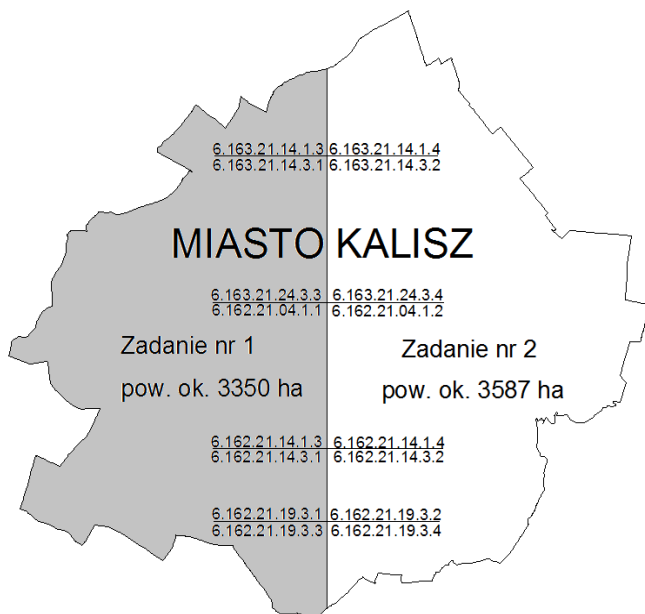 6.163.21.14.1.3 6.163.21.14.1.4
6.163.21.14.3.1 6.163.21.14.3.2
MIASTO KALISZ
6.163.21.24.3.3 6.163.21.24.3.4
6.162.21.04.1.1 6.162.21.04.1.2
Zadanie nr 1 Zadanie nr 2
pow. ok. 3350 ha pow. ok. 3587 ha
6.162.21.14.1.3 6.162.21.14.1.4
6.162.21.14.3.1 6.162.21.14.3.2
6.162.21.19.3.1 6.162.21.19.3.2
6.162.21.19.3.3 6.162.21.19.3.4